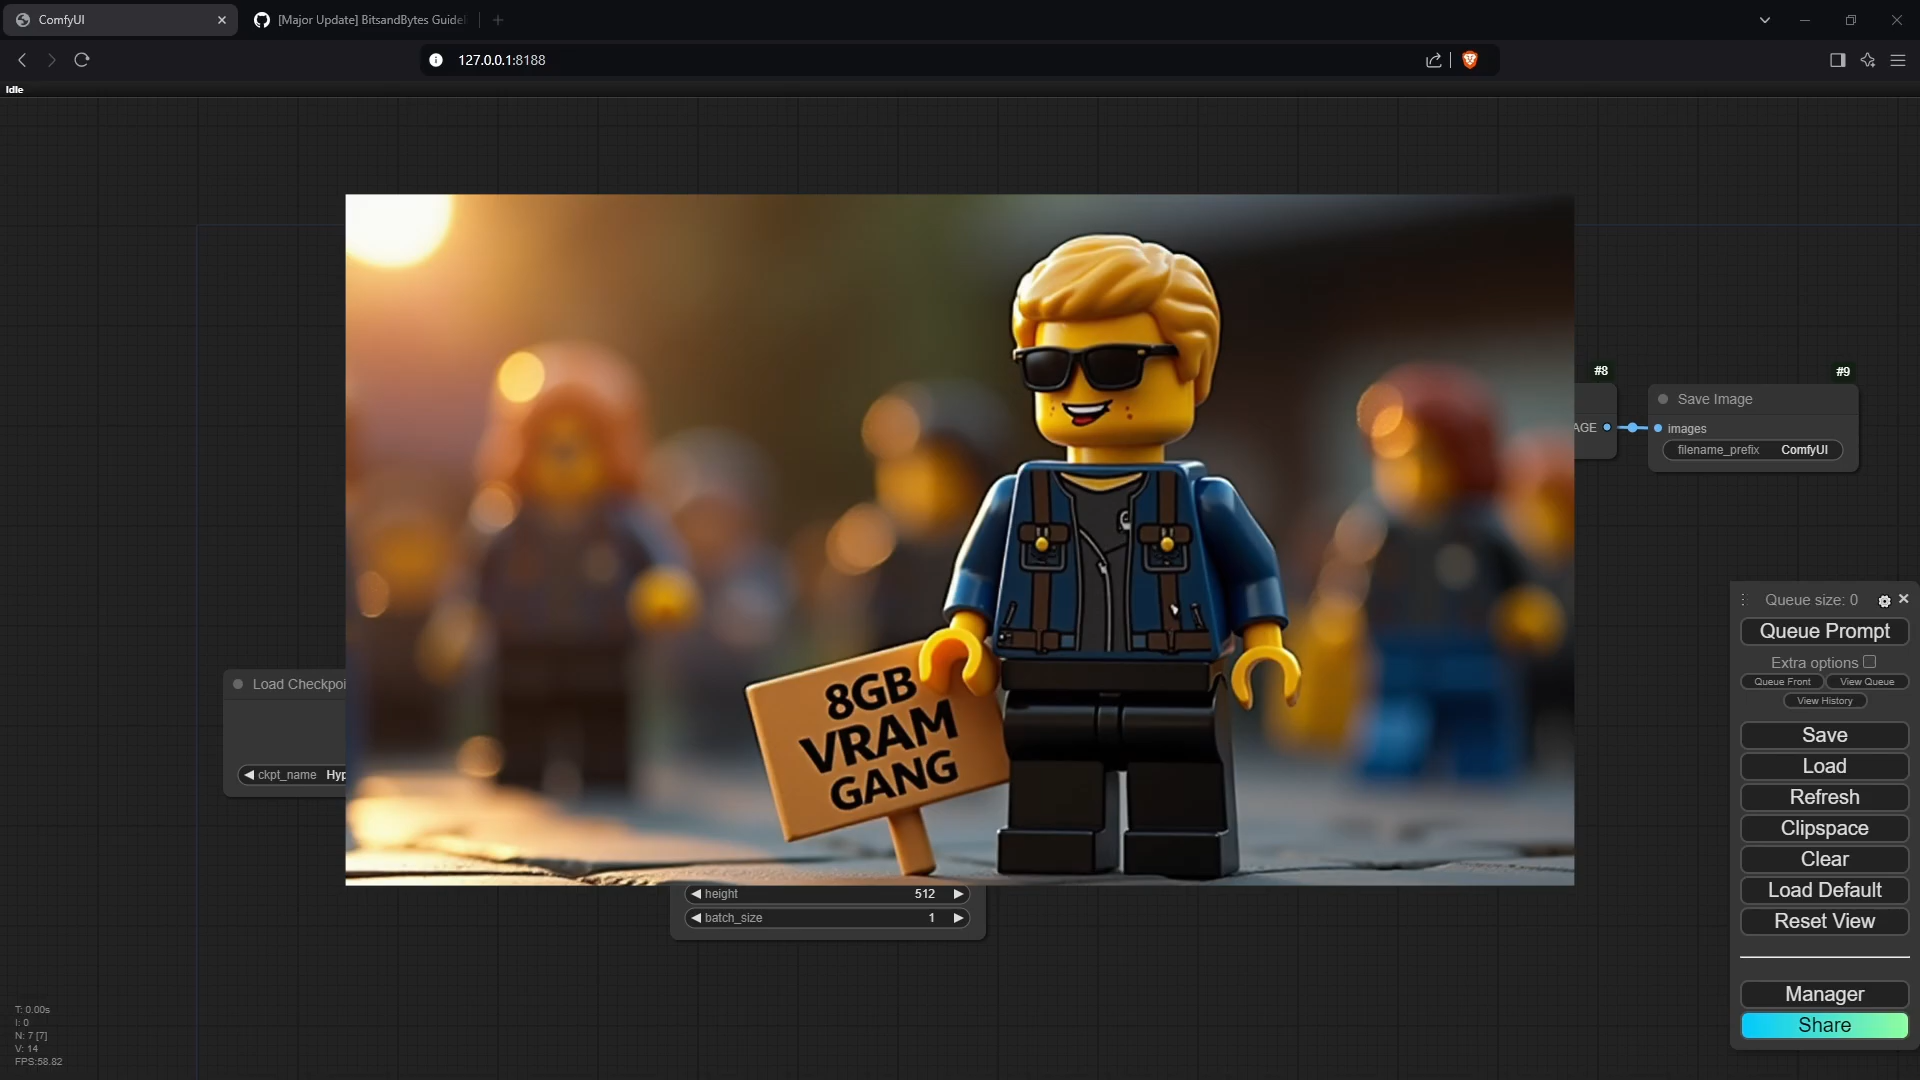 ComfyUI
[Major Update] BitsandBytes Guidel
127.0.0.1:8188
Idle
#8
#9
AGE
Save Image
images
filename_prefix ComfyUI
8GB
VRAM
GANG
Load Checkpoi
ckpt_name Hyp
height 512
batch_size 1
Queue size: 0
Queue Prompt
Extra options
Queue Front View Queue
View History
Save
Load
Refresh
Clipspace
Clear
Load Default
Reset View
Manager
Share
T: 0.00s
I: 0
N: 7 [7]
V: 14
FPS:58.82